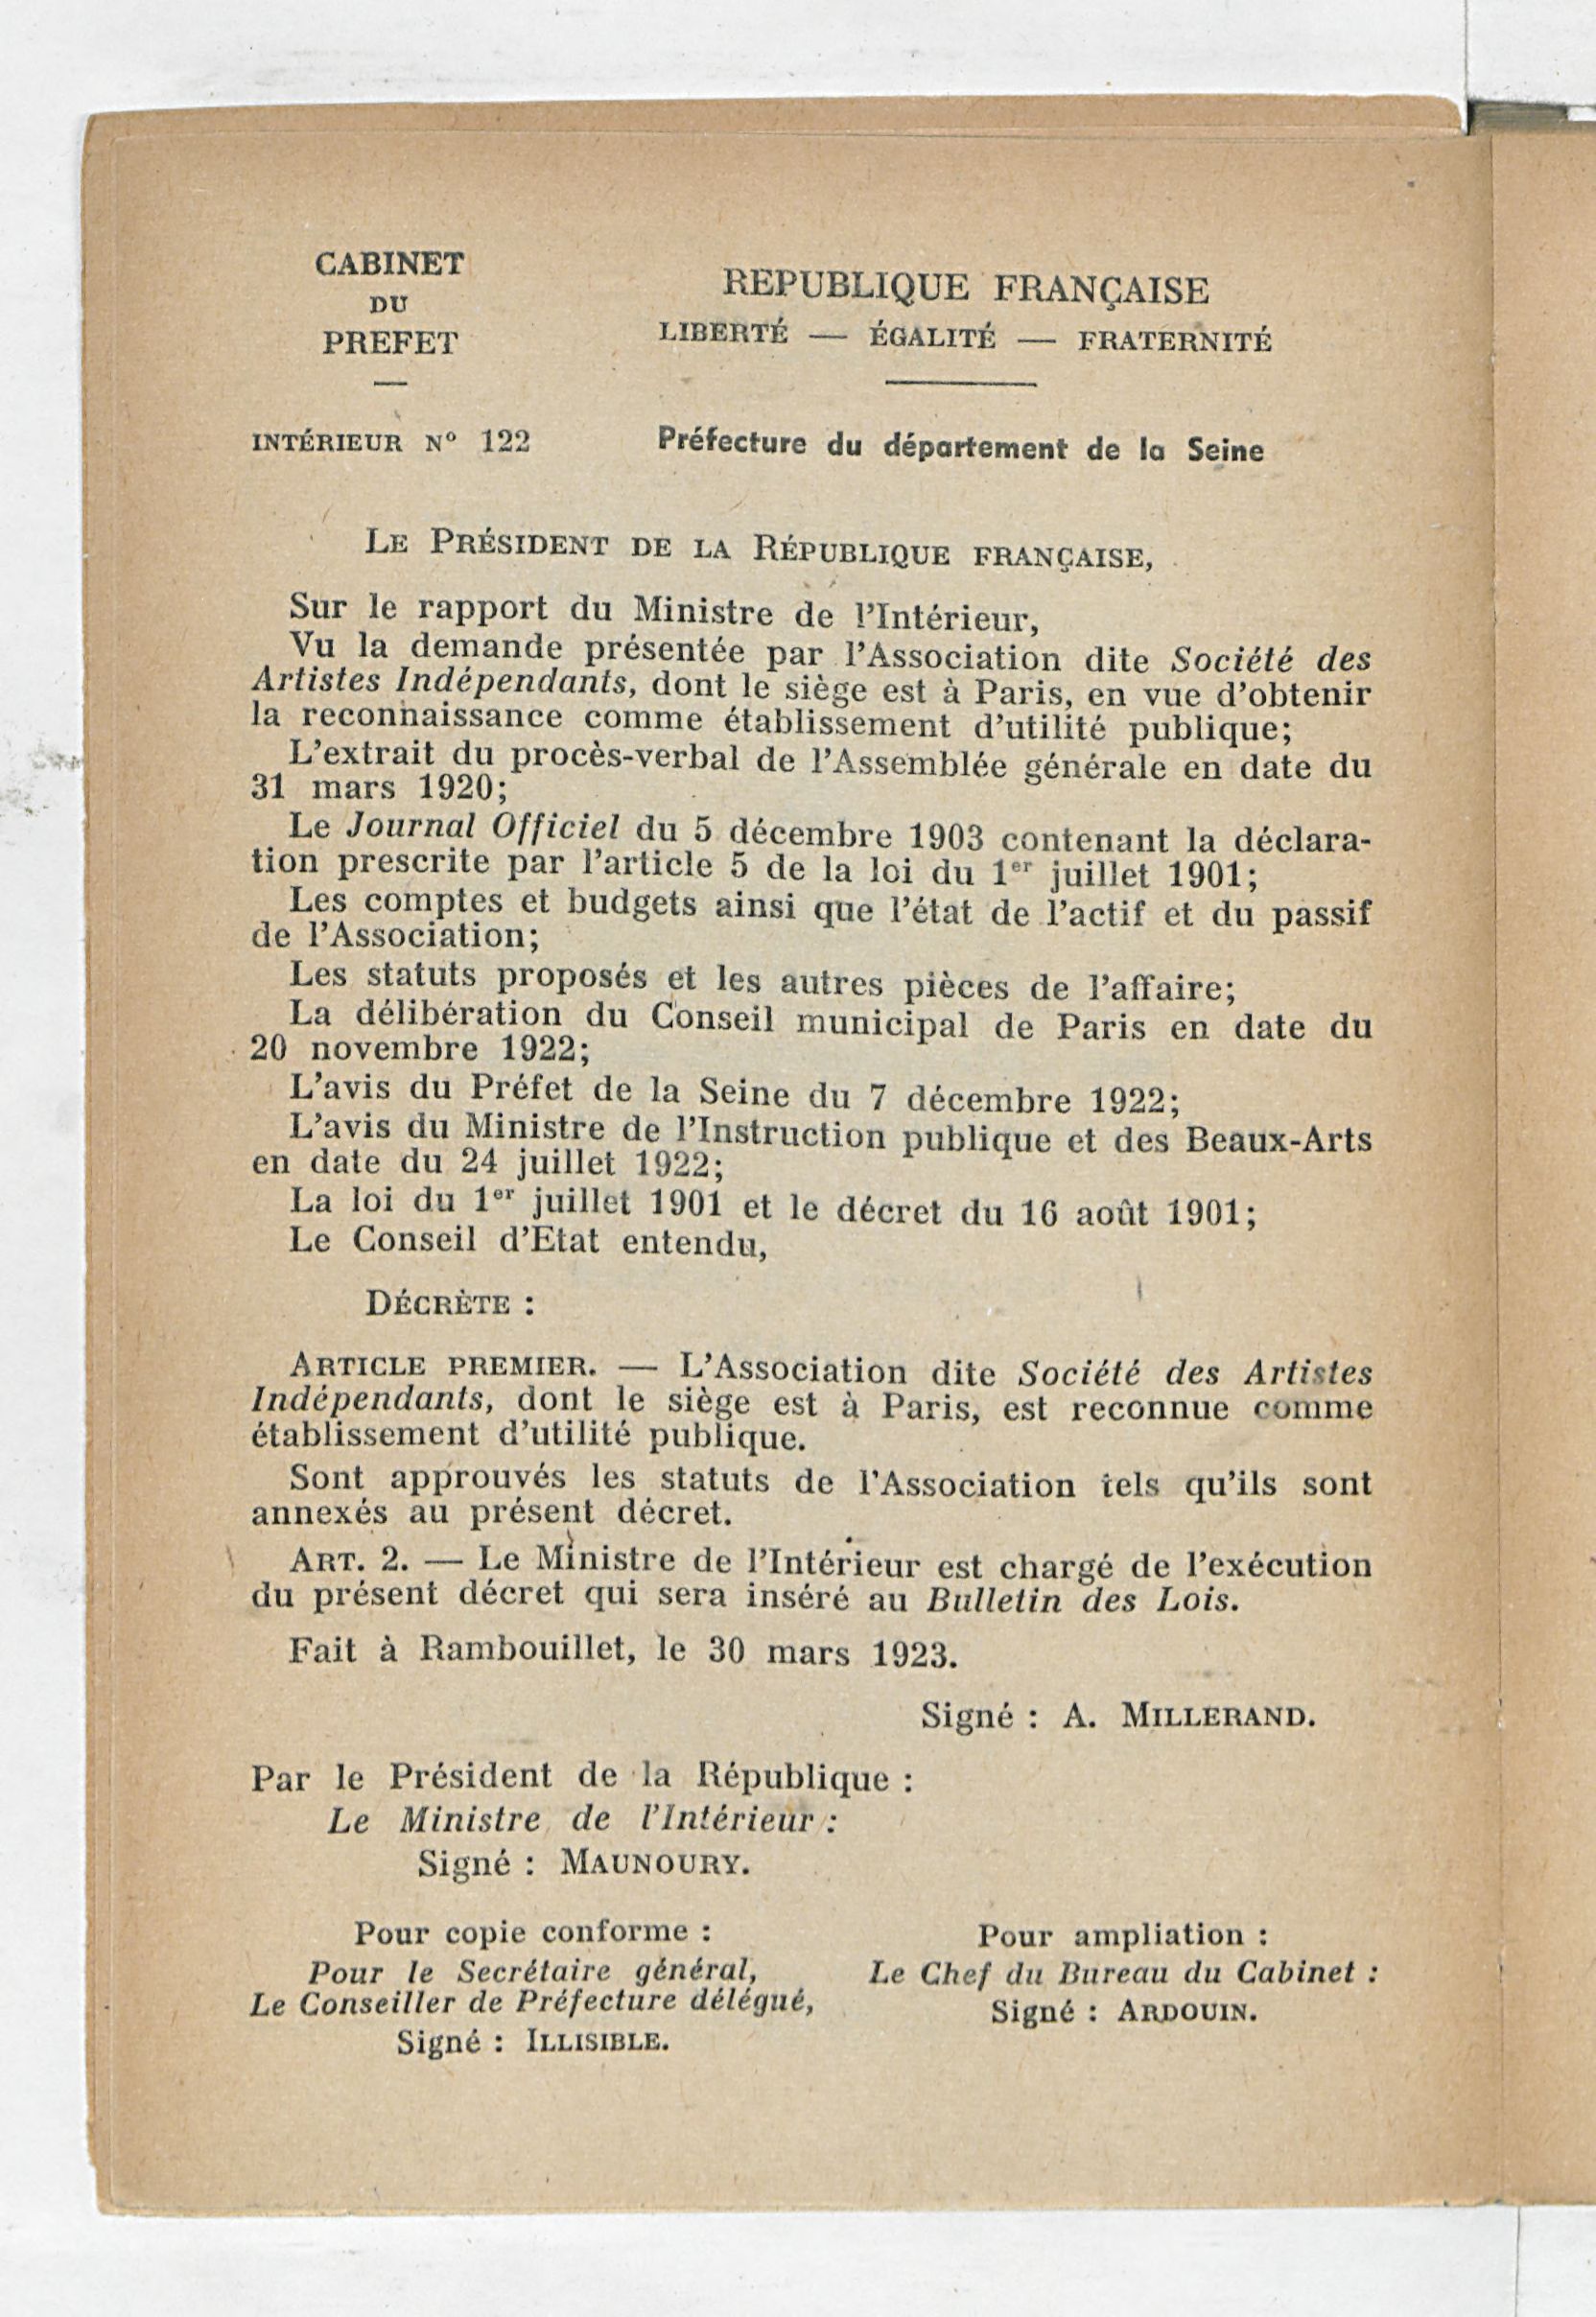 CABINET
DU
PREFET
INTÉRIEUR N° 122
REPUBLIQUE FRANÇAISE
LIBERTÉ — ÉGALITÉ — FRATERNITÉ
Préfecture du département de la Seine
LE PRÉSIDENT DE LA RÉPUBLIQUE FRANÇAISE,
Sur le rapport du Ministre de l'Intérieur,
Vu la demande présentée par l'Association dite Société des
Artistes Indépendants, dont le siège est à Paris, en vue d'obtenir
la reconnaissance comme établissement d'utilité publique;
L'extrait du procès-verbal de l'Assemblée générale en date du
31 mars 1920;
Le Journal Officiel du 5 décembre 1903 contenant la déclara-
tion prescrite par l'article 5 de la loi du 1er juillet 1901;
Les comptes et budgets ainsi que l'état de l'actif et du passif
de l'Association;
Les statuts proposés et les autres pièces de l'affaire;
La délibération du Conseil municipal de Paris en date du
20 novembre 1922;
L'avis du Préfet de la Seine du 7 décembre 1922;
L'avis du Ministre de l'Instruction publique et des Beaux-Arts
en date du 24 juillet 1922;
La loi du 1er juillet 1901 et le décret du 16 août 1901;
Le Conseil d'Etat entendu,
DÉCRÈTE :
ARTICLE PREMIER. — L'Association dite Société des Artistes
Indépendants, dont le siège est à Paris, est reconnue comme
établissement d'utilité publique.
Sont approuvés les statuts de l'Association tels qu'ils sont
annexés au présent décret.
ART. 2. — Le Ministre de l'Intérieur est chargé de l'exécution
du présent décret qui sera inséré au Bulletin des Lois.
Fait à Rambouillet, le 30 mars 1923.
Signé : A. MILLERAND.
Par le Président de la République :
Le Ministre de l'Intérieur :
Signé : MAUNOURY.
Pour copie conforme :
Pour le Secrétaire général,
Le Conseiller de Préfecture délégué,
Signé : ILLISIBLE.
Pour ampliation :
Le Chef du Bureau du Cabinet :
Signé : ARDOUIN.